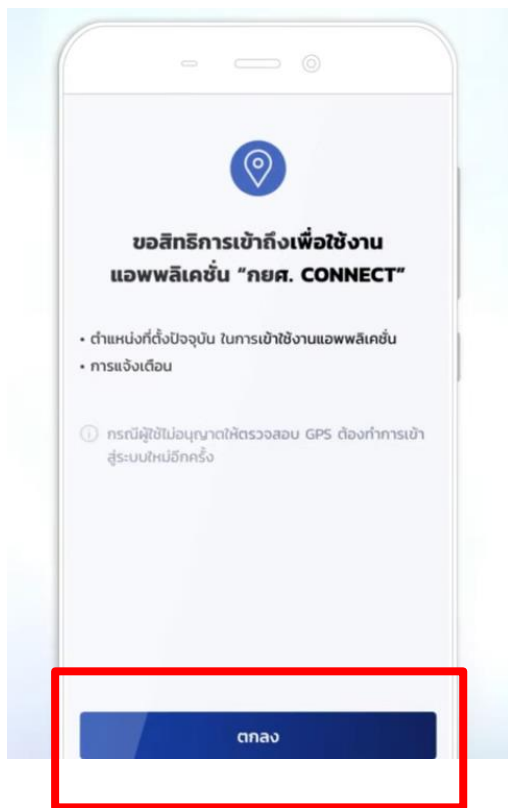 ขอสิทธิการเข้าถึงเพื่อใช้งาน
แอพพลิเคชั่น “กยศ. CONNECT”
• ตำแหน่งที่ตั้งปัจจุบัน ในการเข้าใช้งานแอพพลิเคชั่น
• การแจ้งเตือน
กรณีผู้ใช้ไม่อนุญาตให้ตรวจสอบ GPS ต้องทำการเข้า
สู่ระบบใหม่อีกครั้ง
ตกลง